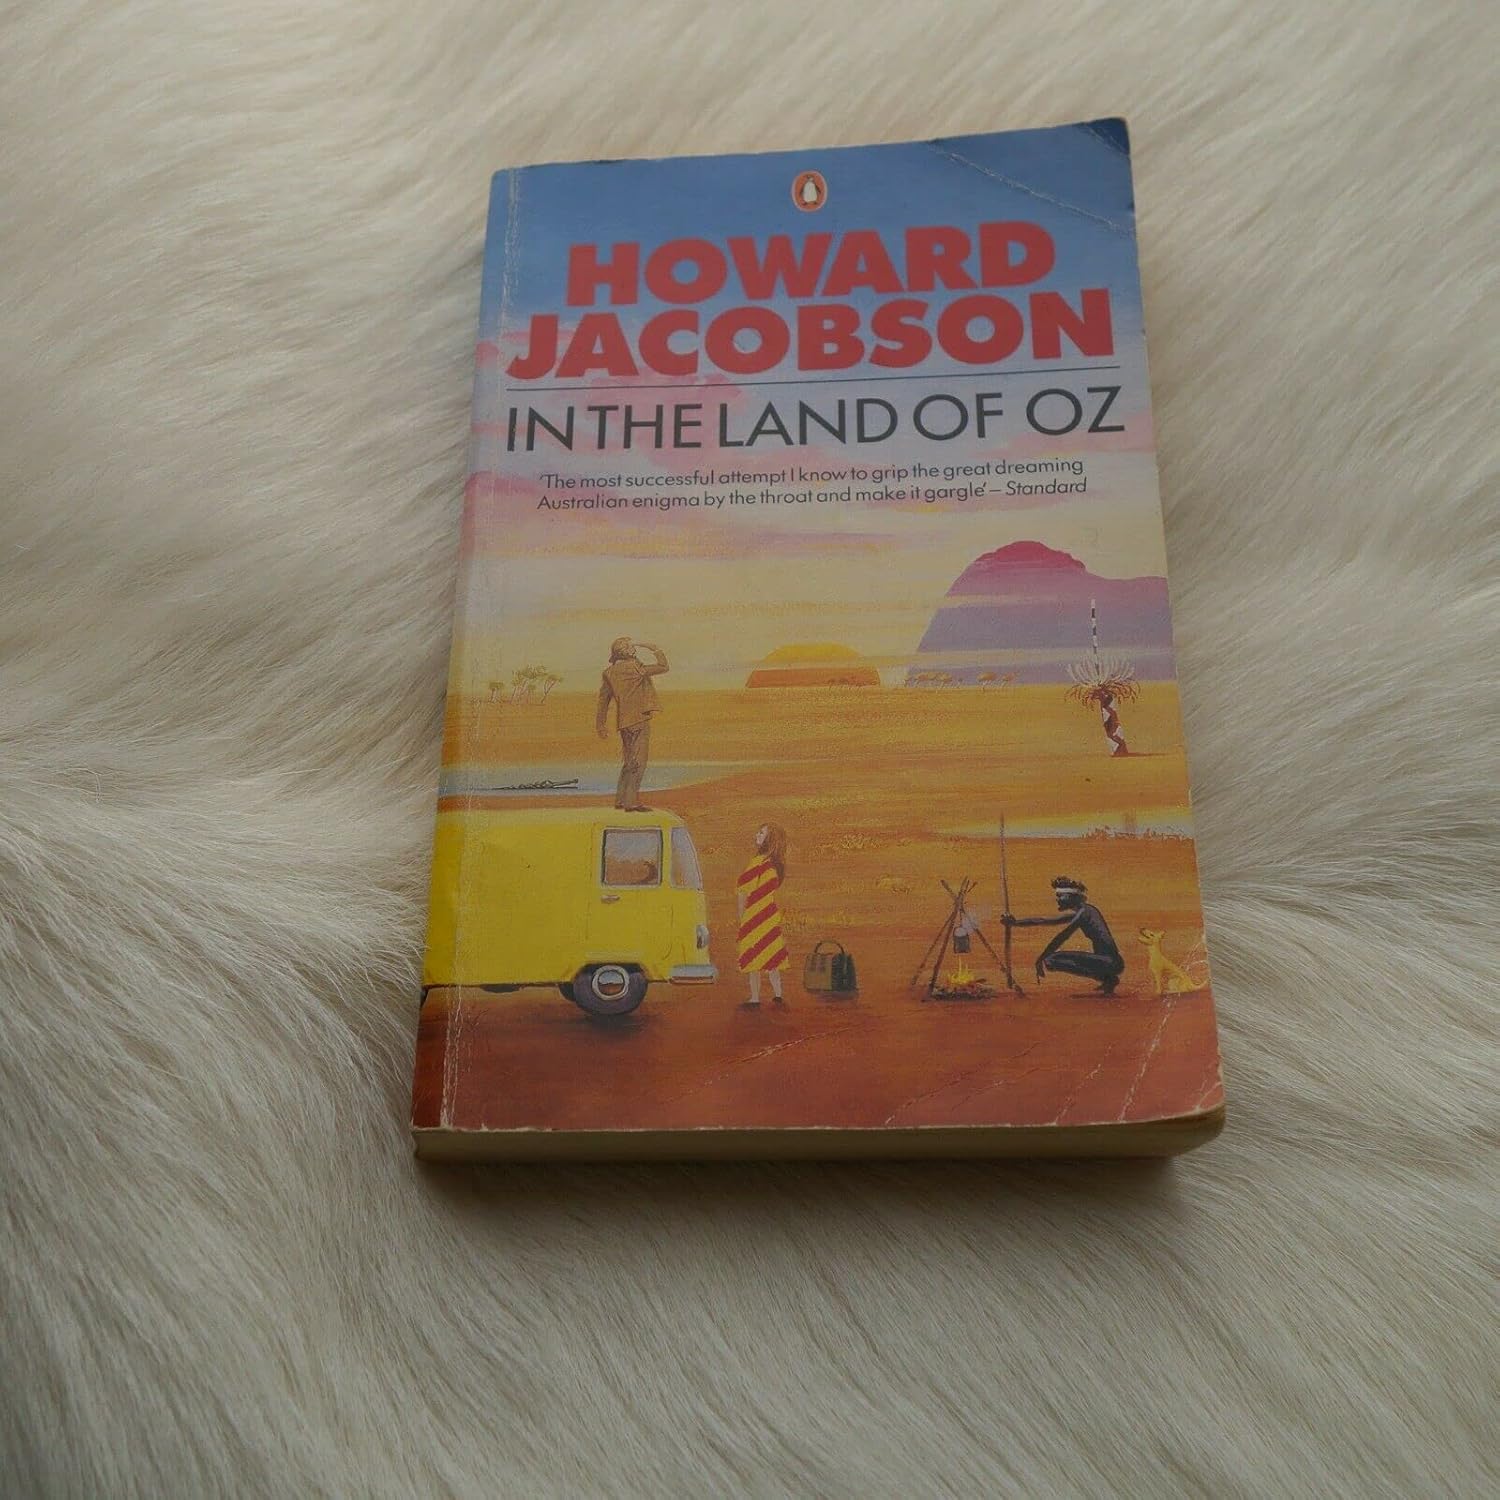 HOWARD
JACOBSON
IN THE LAND OF OZ
'The most successful attempt I know to grip the great dreaming
Australian enigma by the throat and make it gargle' – Standard